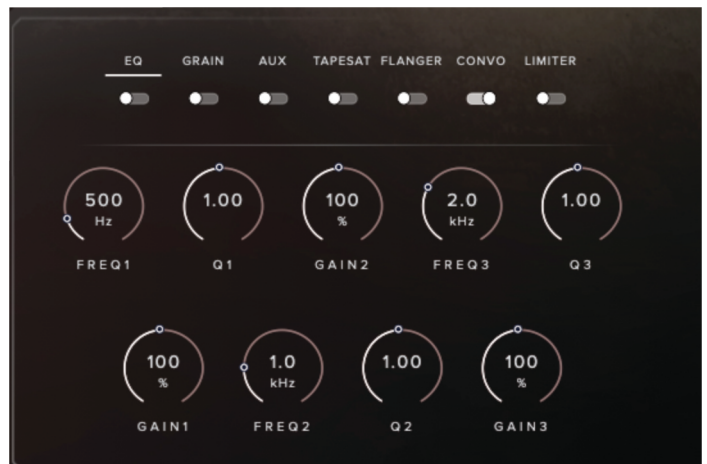 EQ GRAIN AUX TAPESAT FLANGER CONVO LIMITER
500 1.00 100 2.0 1.00
Hz % kHz
FREQ1 Q1 GAIN2 FREQ3 Q3
100 1.0 1.00 100
% kHz %
GAIN1 FREQ2 Q2 GAIN3